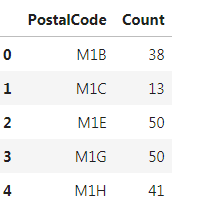 PostalCode Count
0 M1B 38
1 M1C 13
2 M1E 50
3 M1G 50
4 M1H 41